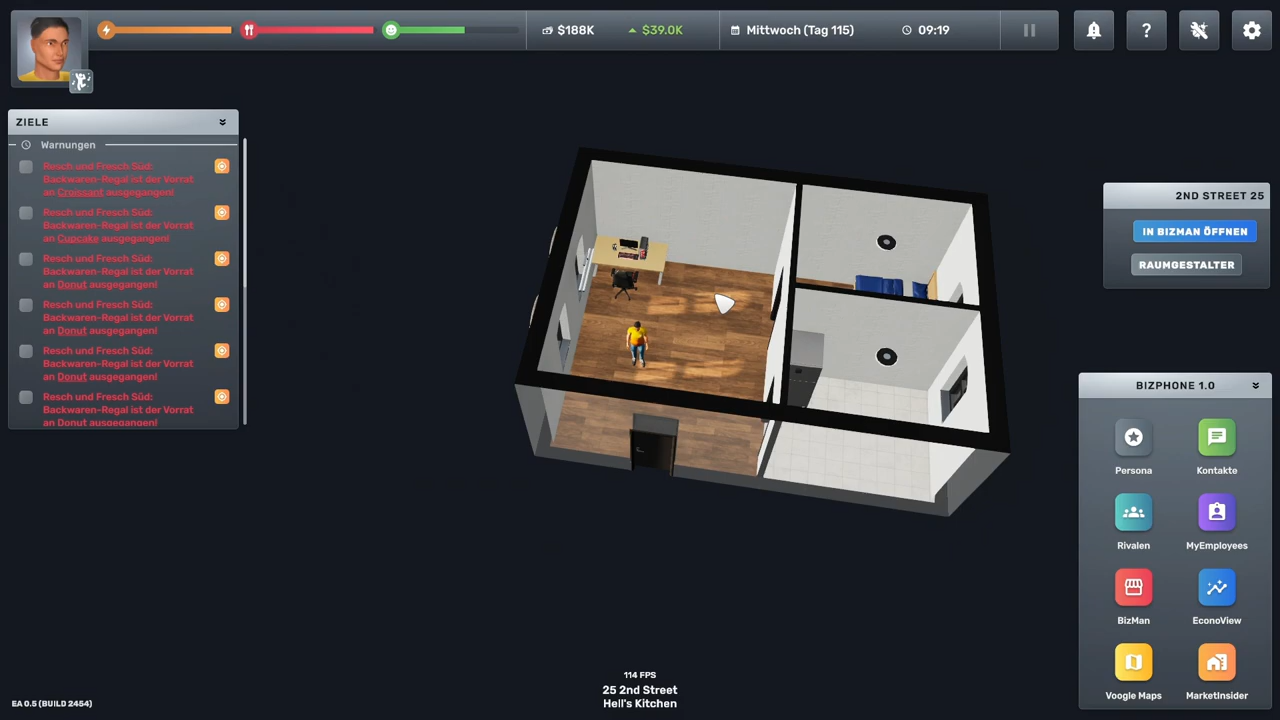 $188K
$39.0K
Mittwoch (Tag 115)
09:19
?
ZIELE
Warnungen
Resch und Fresch Süd:
Backwaren-Regal ist der Vorrat
an Croissant ausgegangen!
Resch und Fresch Süd:
Backwaren-Regal ist der Vorrat
an Cupcake ausgegangen!
Resch und Fresch Süd:
Backwaren-Regal ist der Vorrat
an Donut ausgegangen!
Resch und Fresch Süd:
Backwaren-Regal ist der Vorrat
an Donut ausgegangen!
Resch und Fresch Süd:
Backwaren-Regal ist der Vorrat
an Donut ausgegangen!
Resch und Fresch Süd:
Backwaren-Regal ist der Vorrat
an Donut ausgegangen!
2ND STREET 25
IN BIZMAN ÖFFNEN
RAUMGESTALTER
BIZPHONE 1.0
Persona
Kontakte
Rivalen
MyEmployees
BizMan
EconoView
Voogle Maps
MarketInsider
114 FPS
25 2nd Street
Hell's Kitchen
EA 0.5 (BUILD 2454)